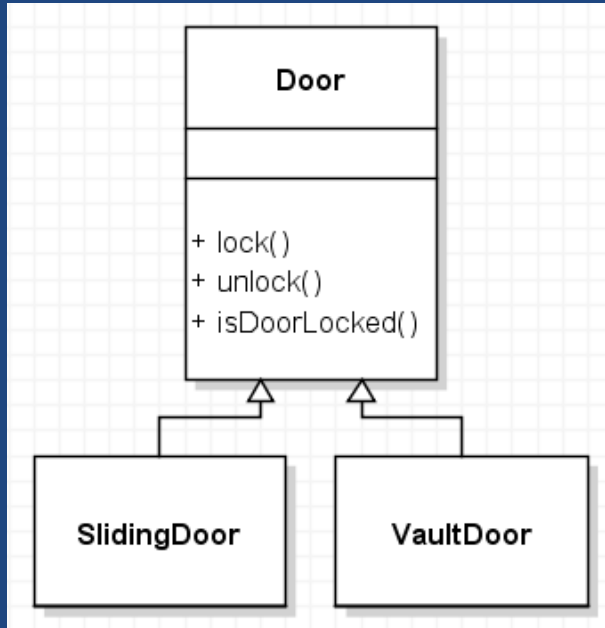 Door
+ lock()
+ unlock()
+ isDoorLocked()
SlidingDoor
VaultDoor